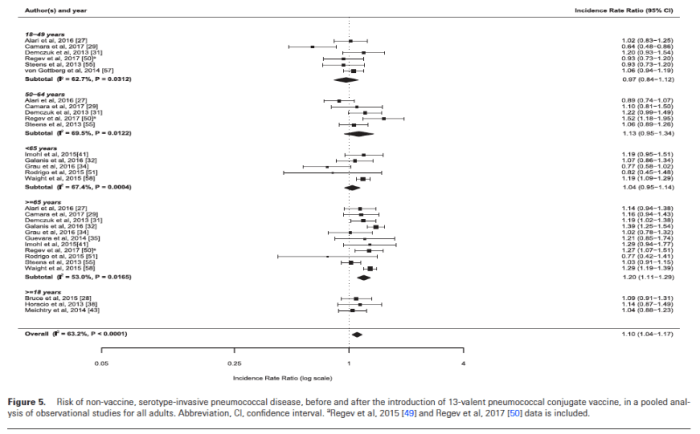 Author(s) and year Incidence Rate Ratio (95% CI)
18–49 years
Alari et al, 2016 [27] 1.02 (0.83–1.25)
Camara et al, 2017 [29] 0.64 (0.48–0.86)
Demczuk et al, 2013 [31] 1.20 (0.93–1.54)
Regev et al, 2017 [50]ᵃ 0.93 (0.73–1.20)
Steens et al, 2013 [55] 0.93 (0.73–1.20)
von Gottberg et al, 2014 [57] 1.06 (0.94–1.19)
Subtotal (I² = 62.7%, P = 0.0312) 0.97 (0.84–1.12)
50–64 years
Alari et al, 2016 [27] 0.89 (0.74–1.07)
Camara et al, 2017 [29] 1.10 (0.81–1.50)
Demczuk et al, 2013 [31] 1.22 (0.99–1.49)
Regev et al, 2017 [50]ᵃ 1.52 (1.18–1.95)
Steens et al, 2013 [55] 1.06 (0.89–1.26)
Subtotal (I² = 69.5%, P = 0.0122) 1.13 (0.95–1.34)
<65 years
Imohl et al, 2015[41] 1.19 (0.95–1.51)
Galanis et al, 2016 [32] 1.07 (0.86–1.34)
Grau et al, 2016 [34] 0.77 (0.58–1.02)
Rodrigo et al, 2015 [51] 0.82 (0.45–1.48)
Waight et al, 2015 [58] 1.19 (1.09–1.29)
Subtotal (I² = 67.4%, P = 0.0004) 1.04 (0.95–1.14)
>=65 years
Alari et al, 2016 [27] 1.14 (0.94–1.38)
Camara et al, 2017 [29] 1.16 (0.94–1.43)
Demczuk et al, 2013 [31] 1.19 (1.02–1.38)
Galanis et al, 2016 [32] 1.39 (1.25–1.54)
Grau et al, 2016 [34] 1.02 (0.78–1.32)
Guevara et al, 2014 [35] 1.21 (0.85–1.74)
Imohl et al, 2015[41] 1.29 (0.94–1.77)
Regev et al, 2017 [50]ᵃ 1.27 (1.07–1.51)
Rodrigo et al, 2015 [51] 0.77 (0.42–1.41)
Steens et al, 2013 [55] 1.03 (0.91–1.15)
Waight et al, 2015 [58] 1.29 (1.19–1.39)
Subtotal (I² = 53.0%, P = 0.0165) 1.20 (1.11–1.29)
>=18 years
Bruce et al, 2015 [28] 1.09 (0.91–1.31)
Horacio et al, 2013 [38] 1.14 (0.87–1.49)
Meichtry et al, 2014 [43] 1.04 (0.88–1.23)
Overall (I² = 63.2%, P < 0.0001) 1.10 (1.04–1.17)
0.05 0.25 1 4
Incidence Rate Ratio (log scale)
Figure 5. Risk of non-vaccine, serotype-invasive pneumococcal disease, before and after the introduction of 13-valent pneumococcal conjugate vaccine, in a pooled anal-
ysis of observational studies for all adults. Abbreviation, CI, confidence interval. ᵃRegev et al, 2015 [49] and Regev et al, 2017 [50] data is included.